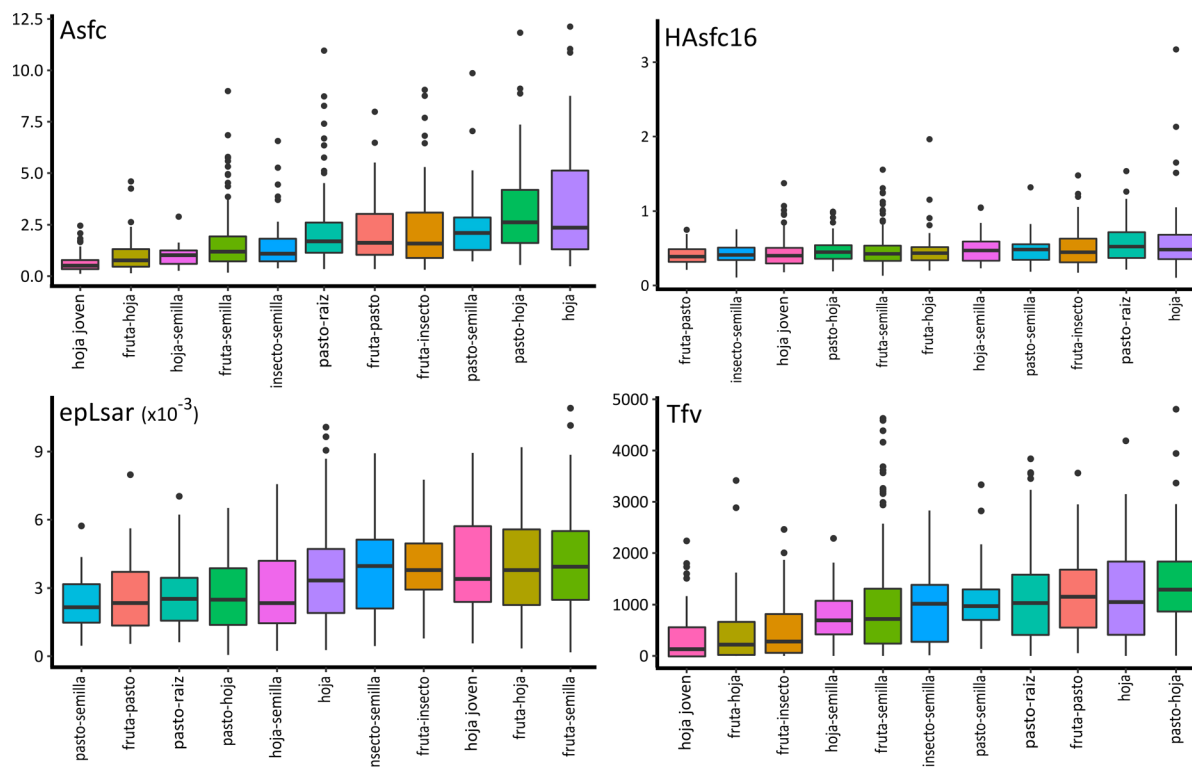 Asfc
12.5
10.0
7.5
5.0
2.5
0.0
hoja joven
fruta-hoja
hoja-semilla
fruta-semilla
insecto-semilla
pasto-raiz
fruta-pasto
fruta-insecto
pasto-semilla
pasto-hoja
hoja
HAsfc16
3
2
1
0
fruta-pasto
insecto-semilla
hoja joven
pasto-hoja
fruta-semilla
fruta-hoja
hoja-semilla
pasto-semilla
fruta-insecto
pasto-raiz
hoja
epLsar (x10-3)
9
6
3
0
pasto-semilla
fruta-pasto
pasto-raiz
pasto-hoja
hoja-semilla
hoja
nsecto-semilla
fruta-insecto
hoja joven
fruta-hoja
fruta-semilla
Tfv
5000
4000
3000
2000
1000
0
hoja joven
fruta-hoja
fruta-insecto
hoja-semilla
fruta-semilla
insecto-semilla
pasto-semilla
pasto-raiz
fruta-pasto
hoja
pasto-hoja